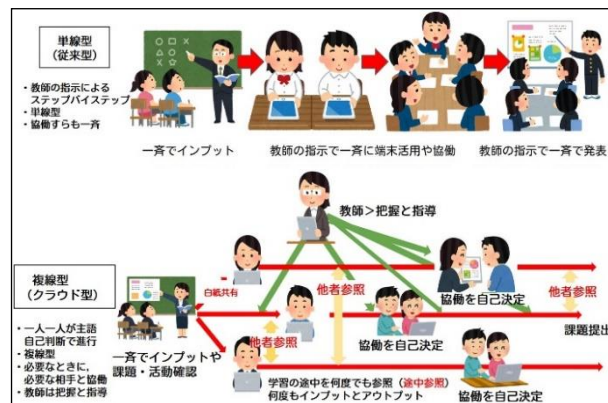 単線型
（従来型）
・教師の指示による
ステップバイステップ
・単線型
・協働すらも一斉
一斉でインプット
教師の指示で一斉に端末活用や協働
教師の指示で一斉で発表
教師＞把握と指導
複線型
（クラウド型）
・一人一人が主語
自己判断で進行
・複線型
・必要なときに，
必要な相手と協働
・教師は把握と指導
一斉でインプットや
課題・活動確認
白紙共有
他者参照
他者参照
他者参照
協働を自己決定
協働を自己決定
協働を自己決定
課題提出
学習の途中を何度でも参照（途中参照）
何度もインプットとアウトプット